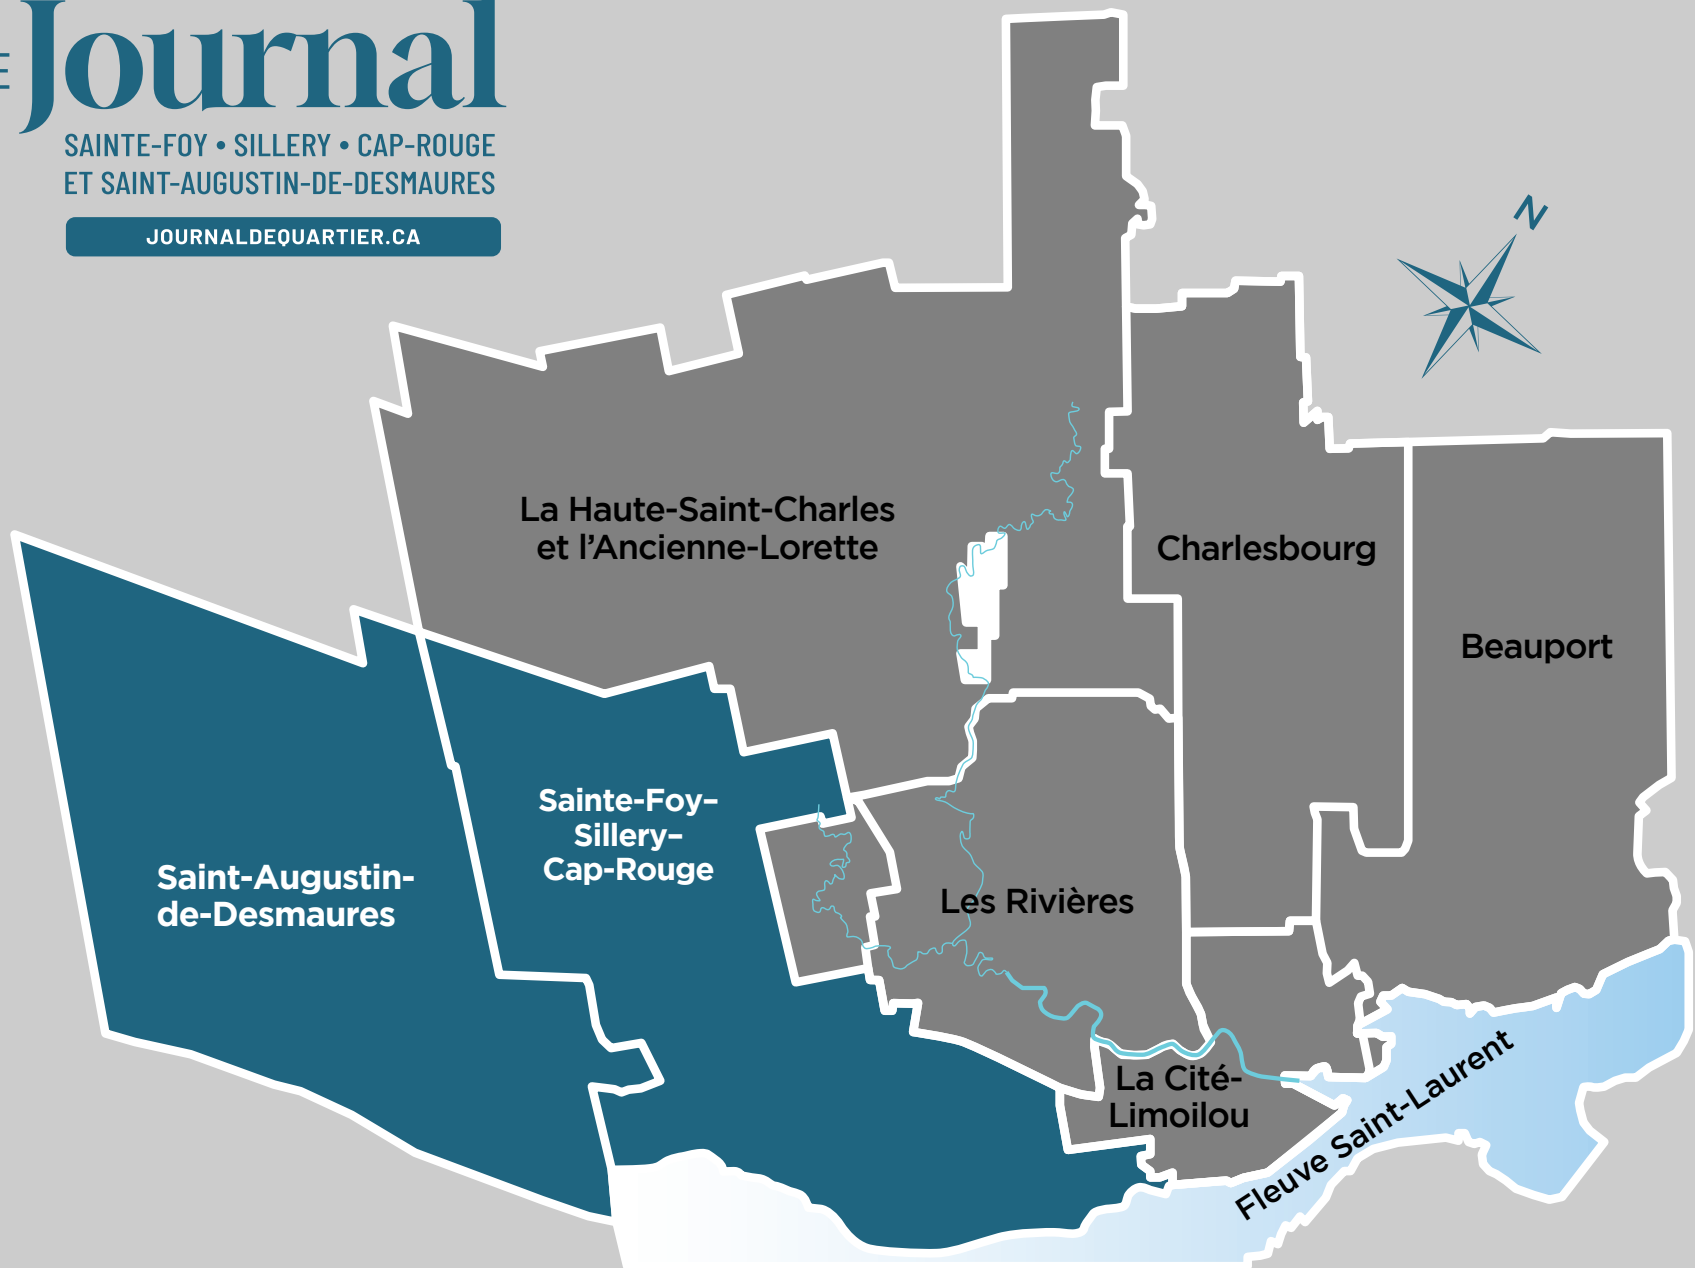 Journal
SAINTE-FOY • SILLERY • CAP-ROUGE
ET SAINT-AUGUSTIN-DE-DESMAURES
JOURNALDEQUARTIER.CA
N
La Haute-Saint-Charles
et l’Ancienne-Lorette
Charlesbourg
Beauport
Sainte-Foy–
Sillery–
Cap-Rouge
Saint-Augustin-
de-Desmaures
Les Rivières
La Cité-
Limoilou
Fleuve Saint-Laurent